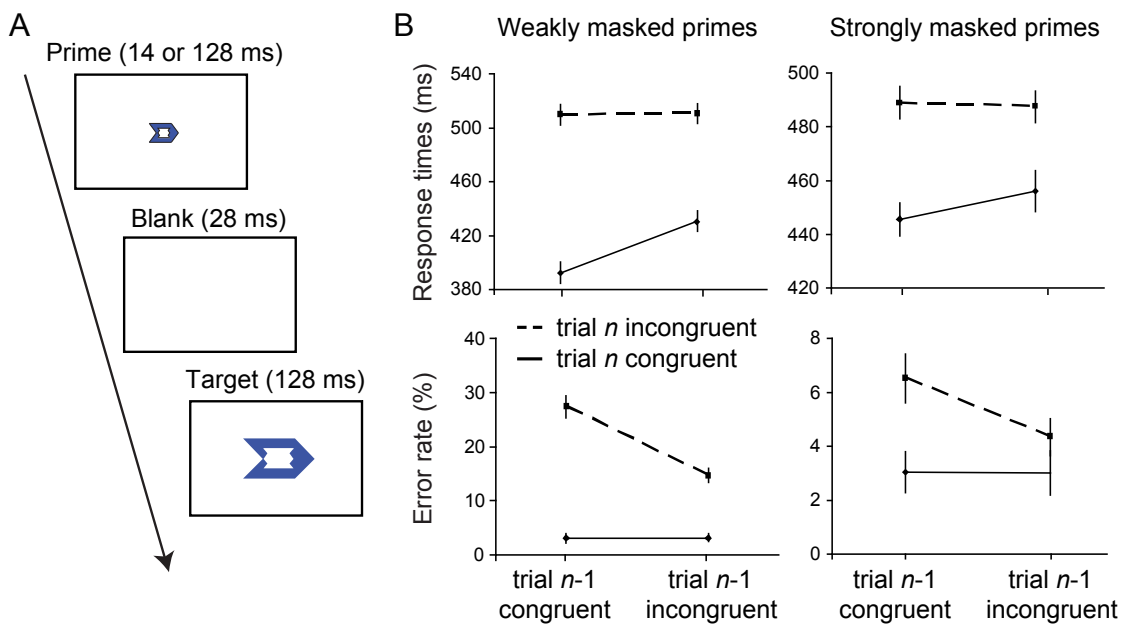 A
Prime (14 or 128 ms)
Blank (28 ms)
Target (128 ms)
B
Weakly masked primes
Strongly masked primes
Response times (ms)
540
500
460
420
380
500
480
460
440
420
trial n incongruent
trial n congruent
Error rate (%)
40
30
20
10
0
8
6
4
2
0
trial n-1
congruent
trial n-1
incongruent
trial n-1
congruent
trial n-1
incongruent